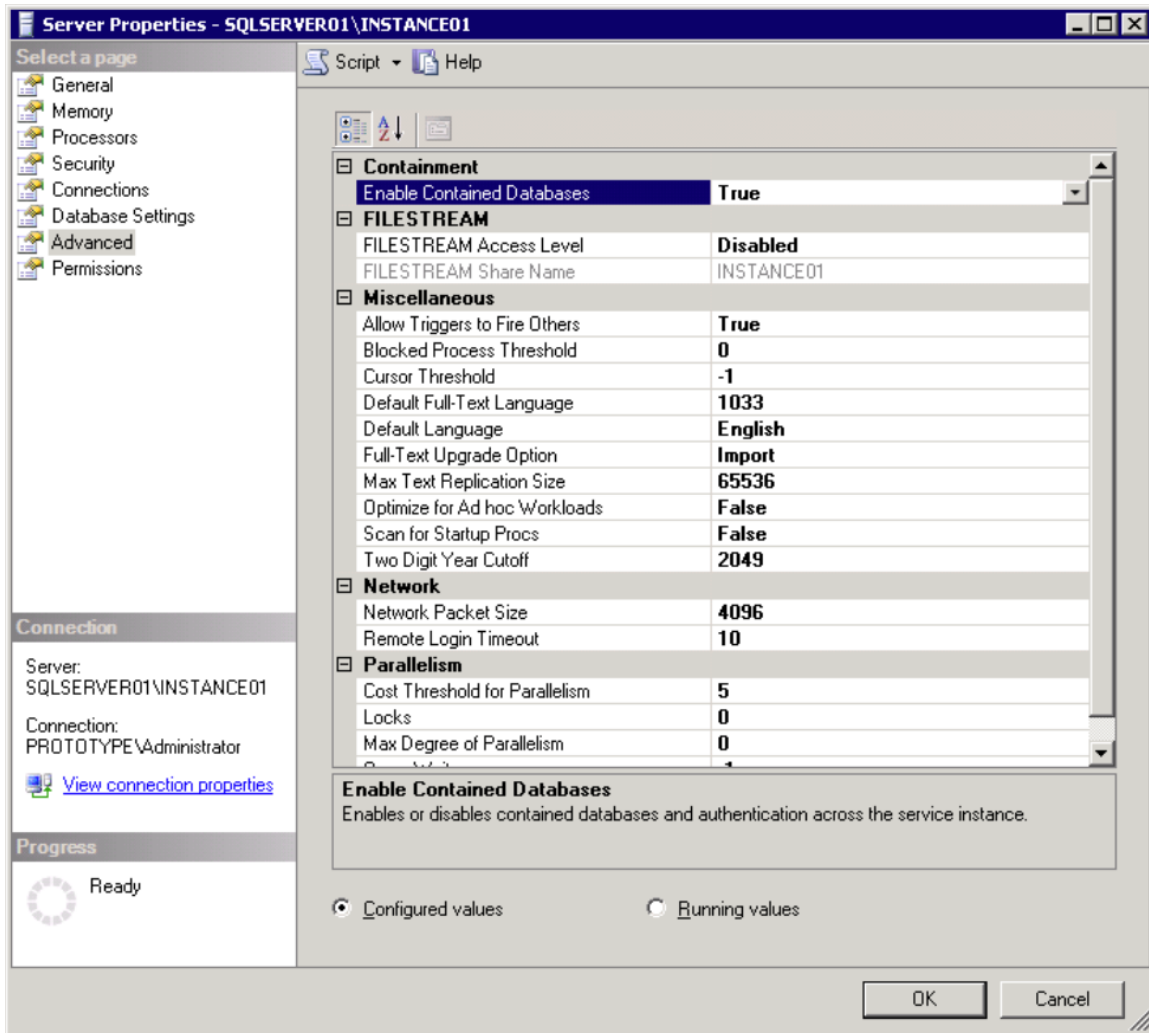 Server Properties - SQLSERVER01\INSTANCE01
Select a page
General
Memory
Processors
Security
Connections
Database Settings
Advanced
Permissions
Connection
Server:
SQLSERVER01\INSTANCE01
Connection:
PROTOTYPE\Administrator
View connection properties
Progress
Ready
Script Help
Containment
Enable Contained Databases True
FILESTREAM
FILESTREAM Access Level Disabled
FILESTREAM Share Name INSTANCE01
Miscellaneous
Allow Triggers to Fire Others True
Blocked Process Threshold 0
Cursor Threshold -1
Default Full-Text Language 1033
Default Language English
Full-Text Upgrade Option Import
Max Text Replication Size 65536
Optimize for Ad hoc Workloads False
Scan for Startup Procs False
Two Digit Year Cutoff 2049
Network
Network Packet Size 4096
Remote Login Timeout 10
Parallelism
Cost Threshold for Parallelism 5
Locks 0
Max Degree of Parallelism 0
Enable Contained Databases
Enables or disables contained databases and authentication across the service instance.
Configured values Running values
OK Cancel